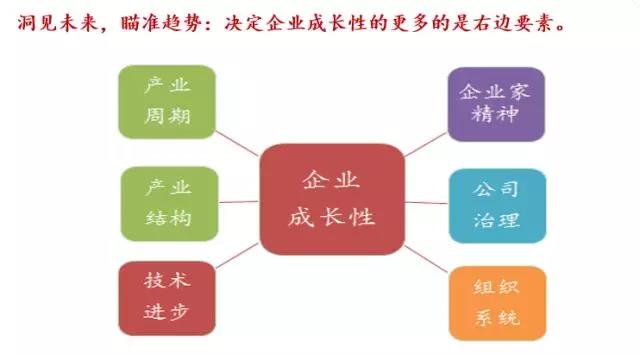 洞见未来，瞄准趋势：决定企业成长性的更多的是右边要素。
产业
周期
产业
结构
技术
进步
企业
成长性
企业家
精神
公司
治理
组织
系统